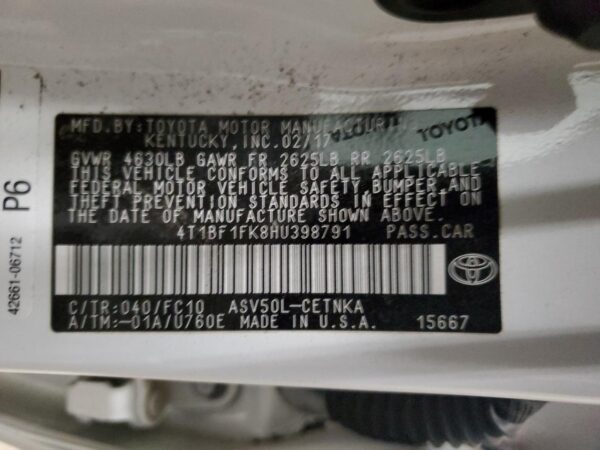 MFD.BY:TOYOTA MOTOR MANUFACTURING
KENTUCKY, INC.02/17
TOYOTA TOYOTA
GVWR 4630LB GAWR FR 2625LB RR 2625LB
THIS VEHICLE CONFORMS TO ALL APPLICABLE
FEDERAL MOTOR VEHICLE SAFETY, BUMPER, AND
THEFT PREVENTION STANDARDS IN EFFECT ON
THE DATE OF MANUFACTURE SHOWN ABOVE.
4T1BF1FK8HU398791 PASS.CAR
C/TR:040/FC10 ASV50L-CETNKA
A/TM:-01A/U760E MADE IN U.S.A. 15667
42661-06712 P6